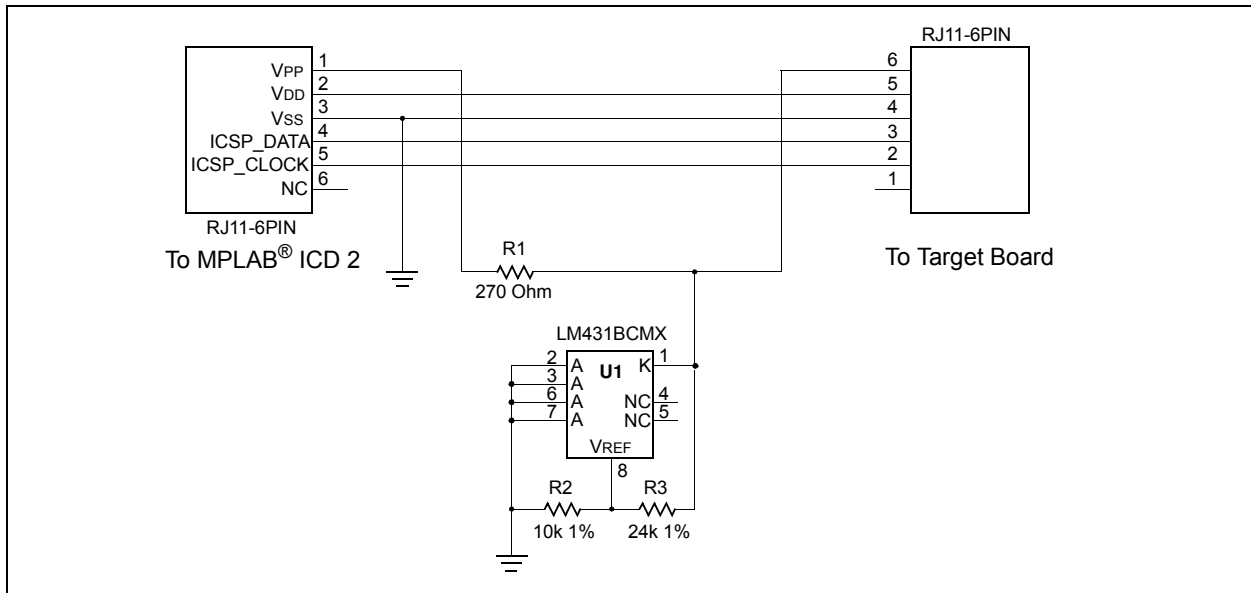 RJ11-6PIN
VPP 1
VDD 2
VSS 3
ICSP_DATA 4
ICSP_CLOCK 5
NC 6
RJ11-6PIN
To MPLAB® ICD 2
6
5
4
3
2
1
To Target Board
R1
270 Ohm
LM431BCMX
2 A U1 K 1
3 A
6 A NC 4
7 A NC 5
VREF
8
R2 R3
10k 1% 24k 1%